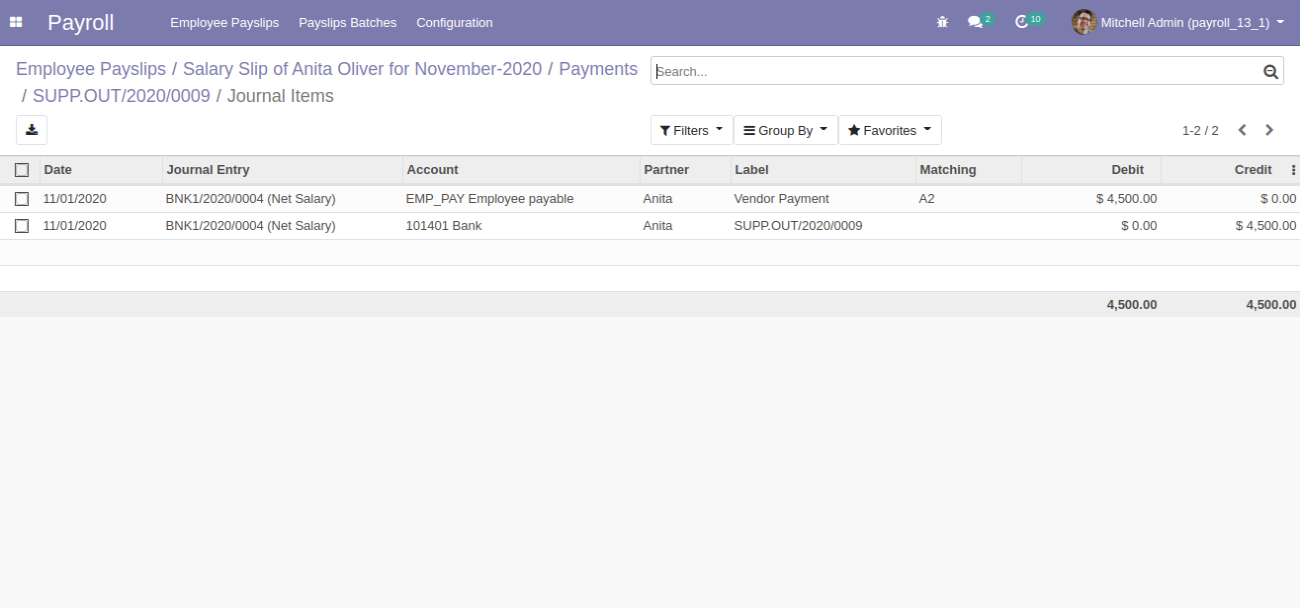 Payroll Employee Payslips Payslips Batches Configuration 2 10 Mitchell Admin (payroll_13_1)
Employee Payslips / Salary Slip of Anita Oliver for November-2020 / Payments
/ SUPP.OUT/2020/0009 / Journal Items
Search...
Filters Group By Favorites 1-2 / 2
Date Journal Entry Account Partner Label Matching Debit Credit
11/01/2020 BNK1/2020/0004 (Net Salary) EMP_PAY Employee payable Anita Vendor Payment A2 $ 4,500.00 $ 0.00
11/01/2020 BNK1/2020/0004 (Net Salary) 101401 Bank Anita SUPP.OUT/2020/0009 $ 0.00 $ 4,500.00
4,500.00 4,500.00